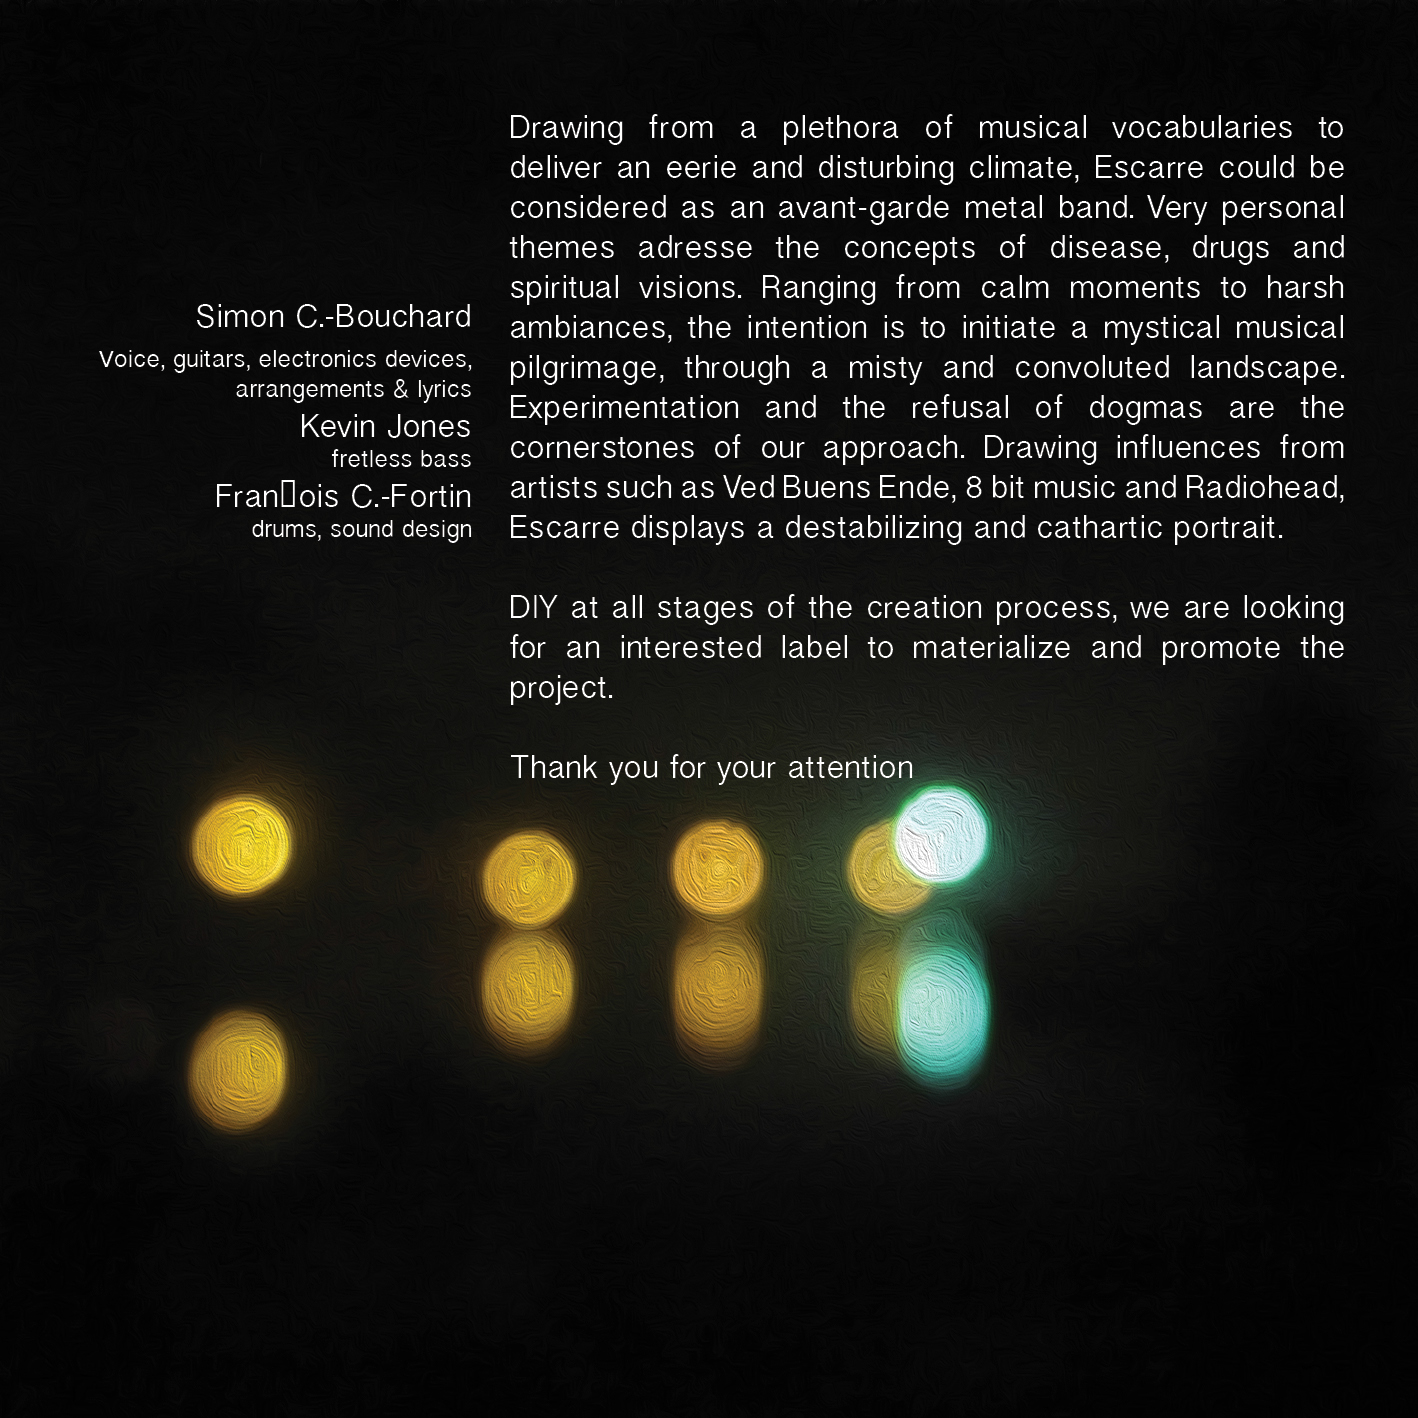 Simon C.-Bouchard
Voice, guitars, electronics devices,
arrangements & lyrics
Kevin Jones
fretless bass
Fran▯ois C.-Fortin
drums, sound design
Drawing from a plethora of musical vocabularies to
deliver an eerie and disturbing climate, Escarre could be
considered as an avant-garde metal band. Very personal
themes adresse the concepts of disease, drugs and
spiritual visions. Ranging from calm moments to harsh
ambiances, the intention is to initiate a mystical musical
pilgrimage, through a misty and convoluted landscape.
Experimentation and the refusal of dogmas are the
cornerstones of our approach. Drawing influences from
artists such as Ved Buens Ende, 8 bit music and Radiohead,
Escarre displays a destabilizing and cathartic portrait.
DIY at all stages of the creation process, we are looking
for an interested label to materialize and promote the
project.
Thank you for your attention